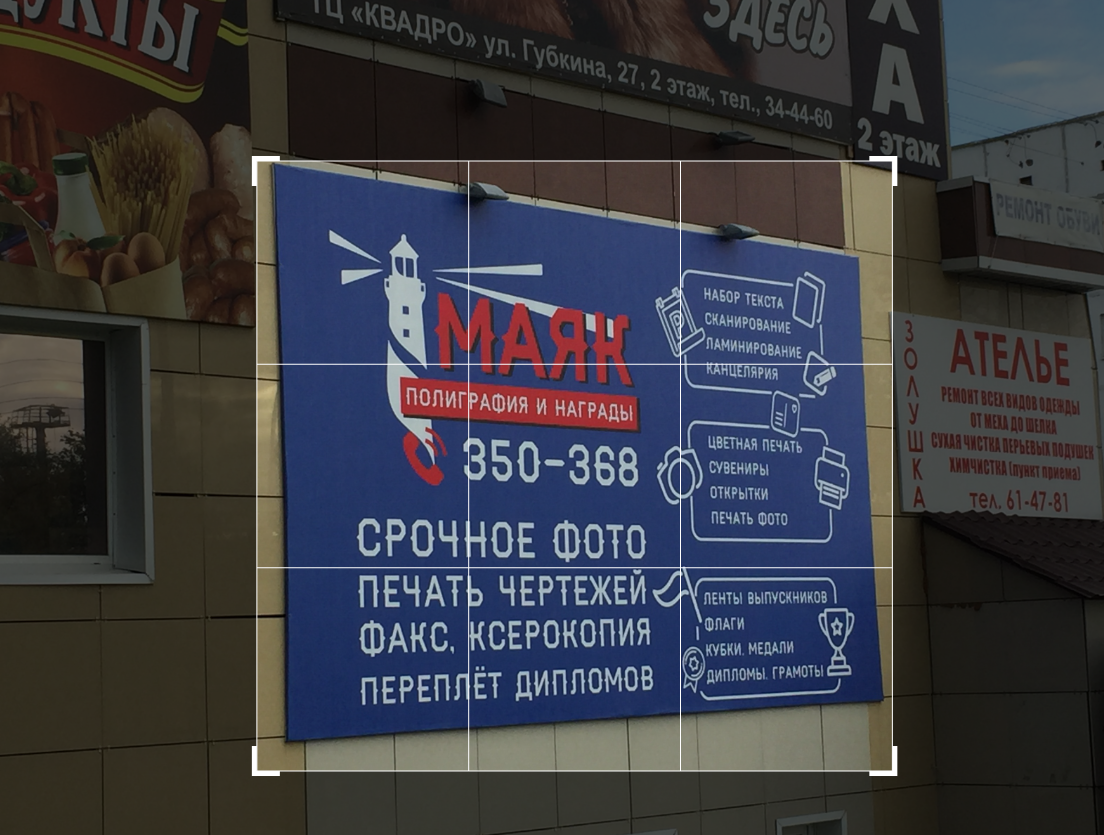 ТЦ «КВАДРО» ул. Губкина, 27, 2 этаж, тел., 34-44-60
ЗДЕСЬ
ХА
2 этаж
РЕМОНТ ОБУВИ
МАЯК
ПОЛИГРАФИЯ И НАГРАДЫ
350-368
СРОЧНОЕ ФОТО
ПЕЧАТЬ ЧЕРТЕЖЕЙ
ФАКС, КСЕРОКОПИЯ
ПЕРЕПЛЁТ ДИПЛОМОВ
НАБОР ТЕКСТА
СКАНИРОВАНИЕ
ЛАМИНИРОВАНИЕ
КАНЦЕЛЯРИЯ
ЦВЕТНАЯ ПЕЧАТЬ
СУВЕНИРЫ
ОТКРЫТКИ
ПЕЧАТЬ ФОТО
ЛЕНТЫ ВЫПУСКНИКОВ
ФЛАГИ
КУБКИ, МЕДАЛИ
ДИПЛОМЫ, ГРАМОТЫ
ЗОЛУШКА
АТЕЛЬЕ
РЕМОНТ ВСЕХ ВИДОВ ОДЕЖДЫ
ОТ МЕХА ДО ШЕЛКА
СУХАЯ ЧИСТКА ПЕРЬЕВЫХ ПОДУШЕК
ХИМЧИСТКА (пункт приема)
тел. 61-47-81